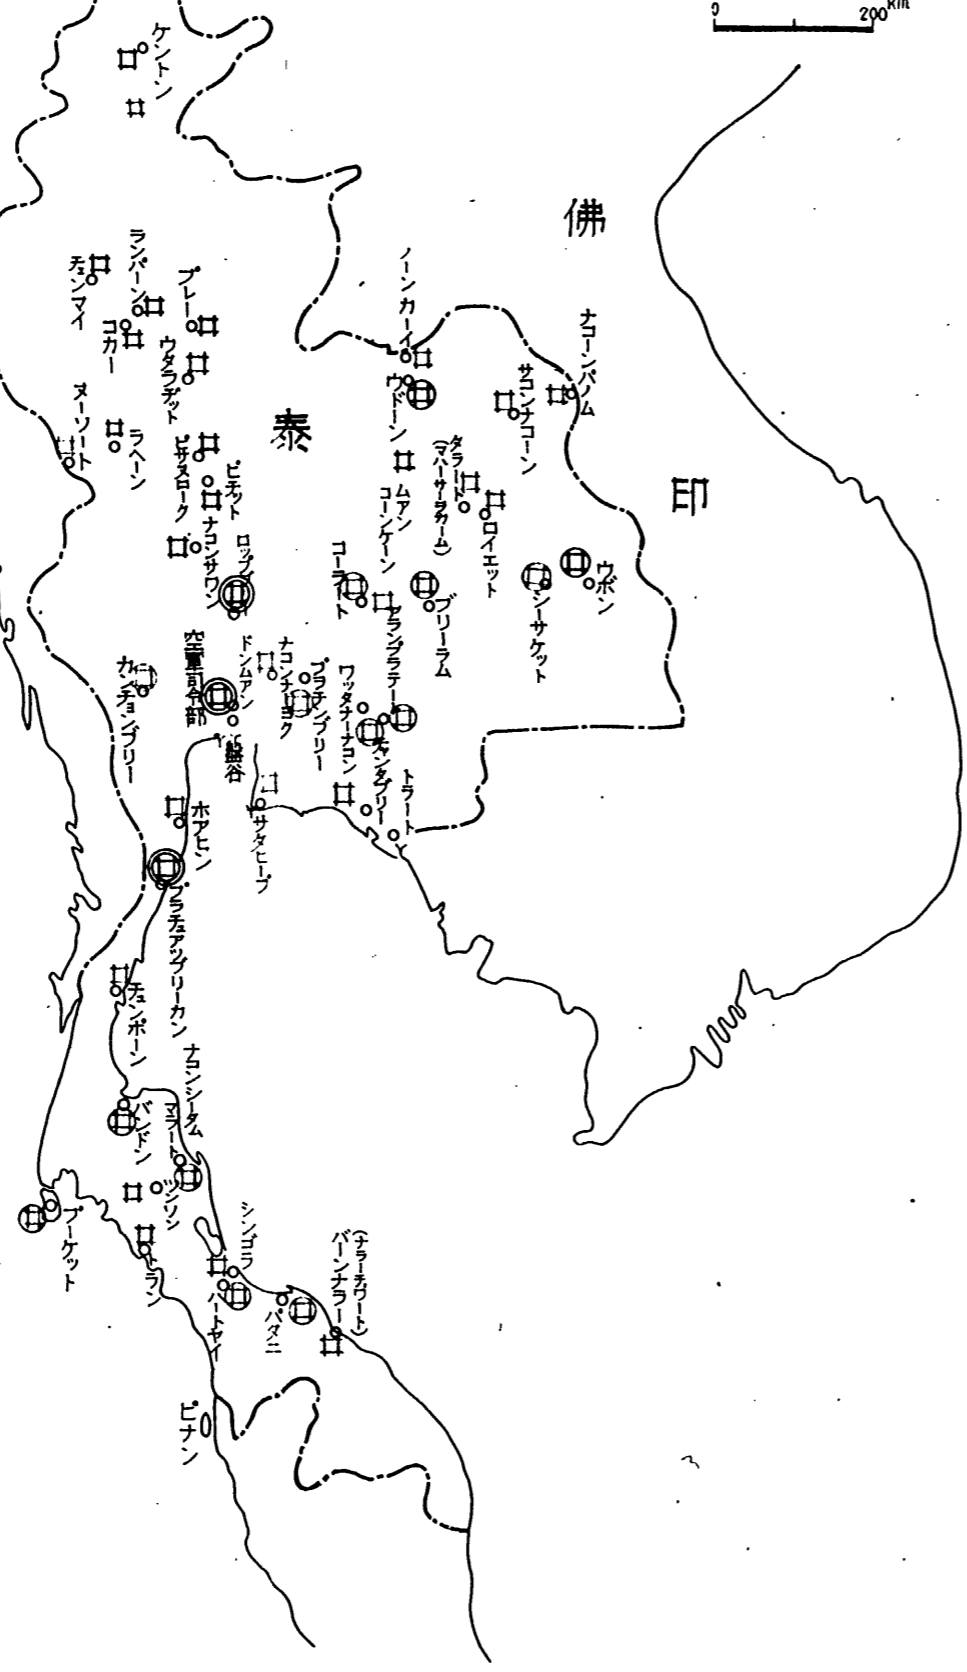 0 200km
ケントン
佛
印
泰
ランパーン
チェンマイ
プレー
コカー
ウタラヂット
ノーンカーイ
ウドーン
サコンナコーン
ナコーンパノム
メーソート
ラヘーン
ピサヌローク
ピチット
ナコンサワン
ロッブリー
コーラート
ムアン
コーンケーン
タラート
(マハーサーラカーム)
ロイエット
ブリーラム
シーサケット
ウボン
カンチョンブリー
空軍司令部
ドンムアン
盤谷
ナコンナヨク
プラチンブリー
ワッタナーナコン
アランプラテート
チャンタブリー
トラート
サタヒープ
ホアヒン
プラチュアップクリーカン
チュンポーン
バンドン
ナコンシータム
マラート
ツンソン
プーケット
トラン
シンゴラ
ハートヤイ
パタニ
バーンナラー
(ナラーチワート)
ピナン